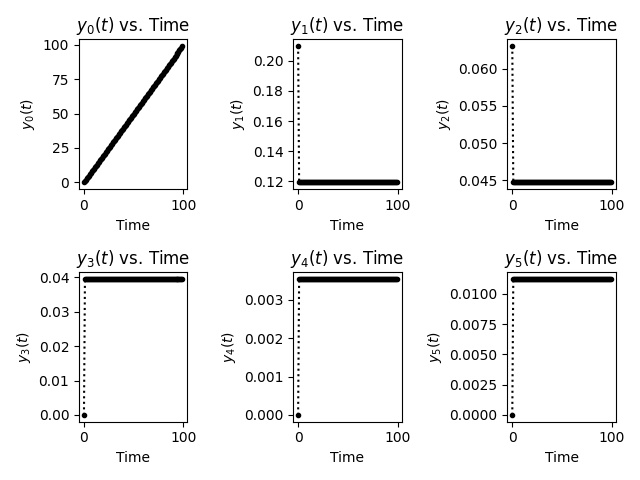 y₀(t) vs. Time
100
75
50
25
0
y₀(t)
0 100
Time
y₁(t) vs. Time
0.20
0.18
0.16
0.14
0.12
y₁(t)
0 100
Time
y₂(t) vs. Time
0.060
0.055
0.050
0.045
y₂(t)
0 100
Time
y₃(t) vs. Time
0.04
0.03
0.02
0.01
0.00
y₃(t)
0 100
Time
y₄(t) vs. Time
0.003
0.002
0.001
0.000
y₄(t)
0 100
Time
y₅(t) vs. Time
0.0100
0.0075
0.0050
0.0025
0.0000
y₅(t)
0 100
Time